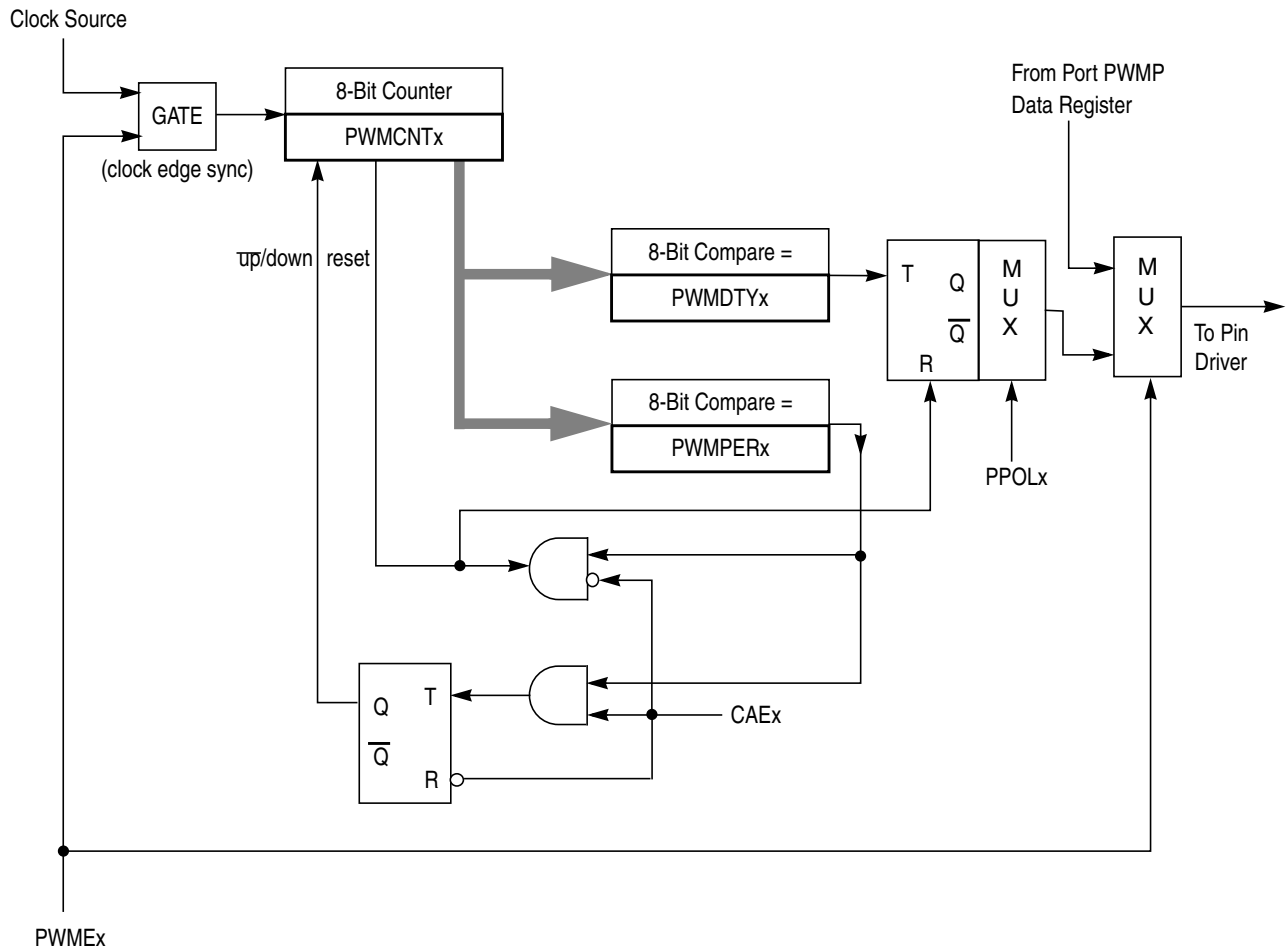 Clock Source
From Port PWMP
Data Register
8-Bit Counter
GATE
PWMCNTx
(clock edge sync)
u̅p̅/down
reset
8-Bit Compare =
PWMDTYx
T
Q
Q̅
R
M
U
X
M
U
X
To Pin
Driver
8-Bit Compare =
PWMPERx
PPOLx
Q
T
Q̅
R
CAEx
PWMEx